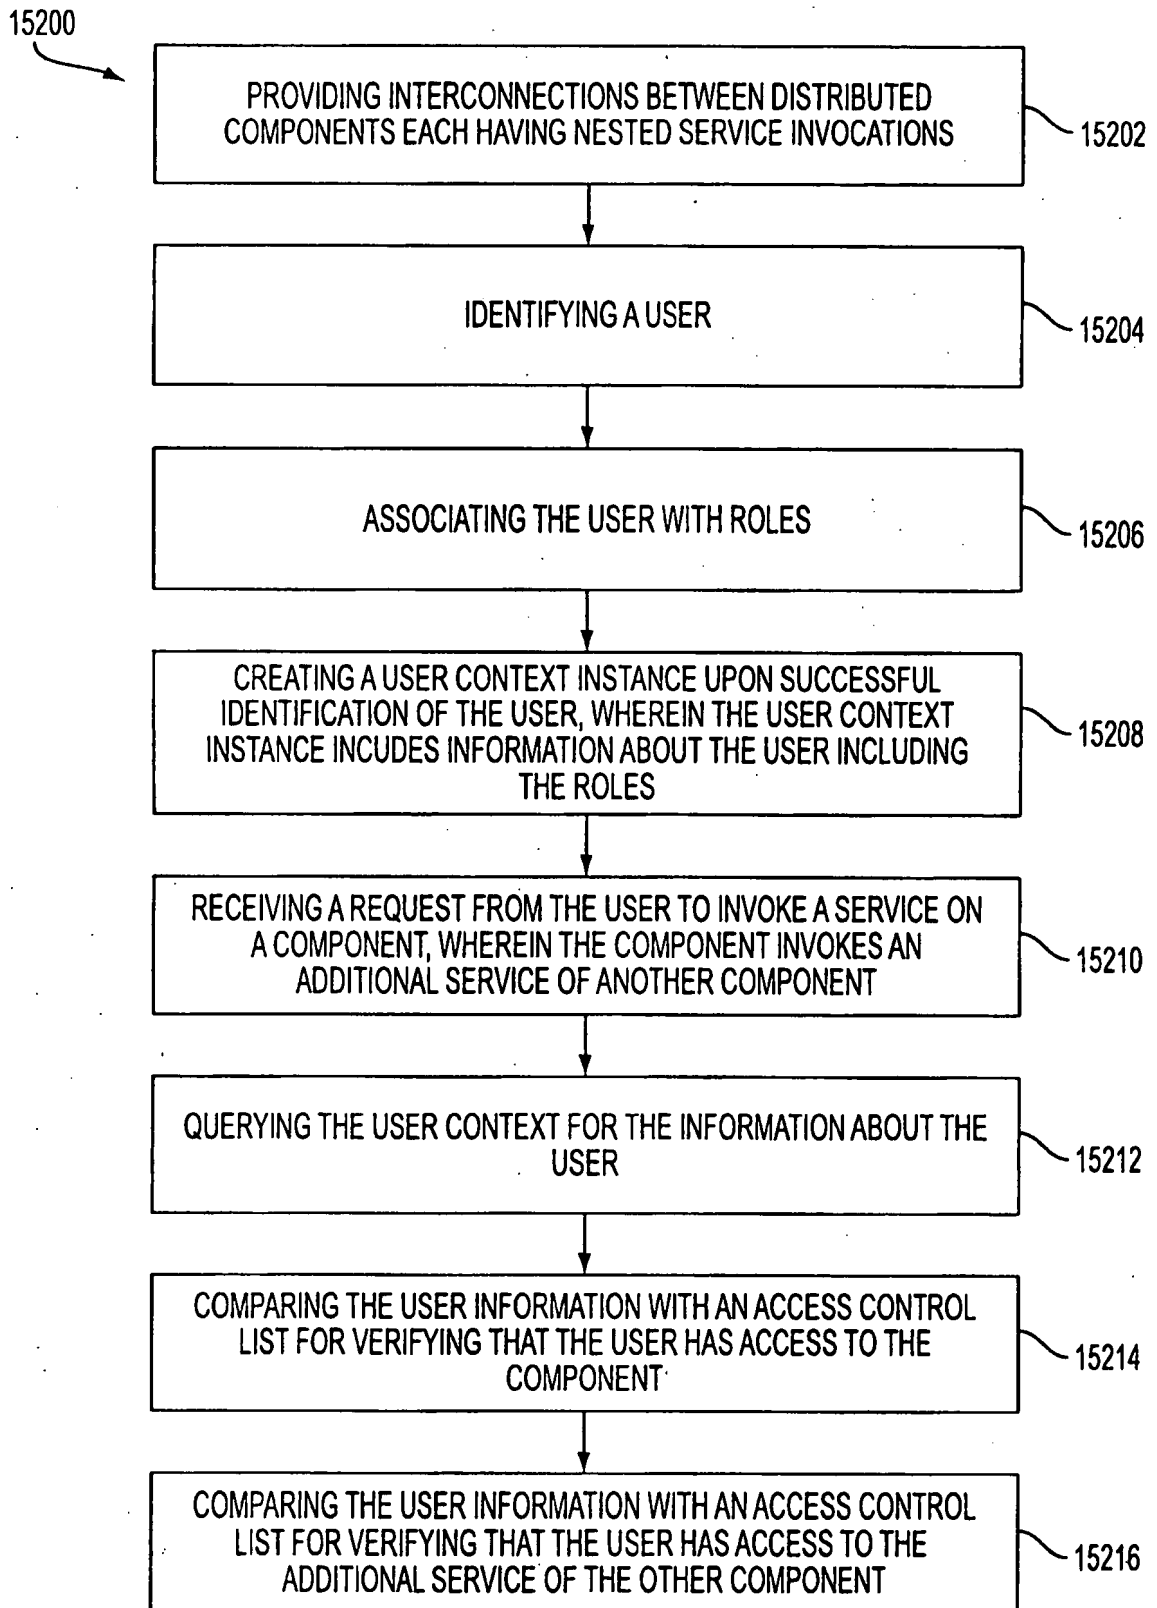 15200
PROVIDING INTERCONNECTIONS BETWEEN DISTRIBUTED
COMPONENTS EACH HAVING NESTED SERVICE INVOCATIONS
15202
IDENTIFYING A USER
15204
ASSOCIATING THE USER WITH ROLES
15206
CREATING A USER CONTEXT INSTANCE UPON SUCCESSFUL
IDENTIFICATION OF THE USER, WHEREIN THE USER CONTEXT
INSTANCE INCUDES INFORMATION ABOUT THE USER INCLUDING
THE ROLES
15208
RECEIVING A REQUEST FROM THE USER TO INVOKE A SERVICE ON
A COMPONENT, WHEREIN THE COMPONENT INVOKES AN
ADDITIONAL SERVICE OF ANOTHER COMPONENT
15210
QUERYING THE USER CONTEXT FOR THE INFORMATION ABOUT THE
USER
15212
COMPARING THE USER INFORMATION WITH AN ACCESS CONTROL
LIST FOR VERIFYING THAT THE USER HAS ACCESS TO THE
COMPONENT
15214
COMPARING THE USER INFORMATION WITH AN ACCESS CONTROL
LIST FOR VERIFYING THAT THE USER HAS ACCESS TO THE
ADDITIONAL SERVICE OF THE OTHER COMPONENT
15216